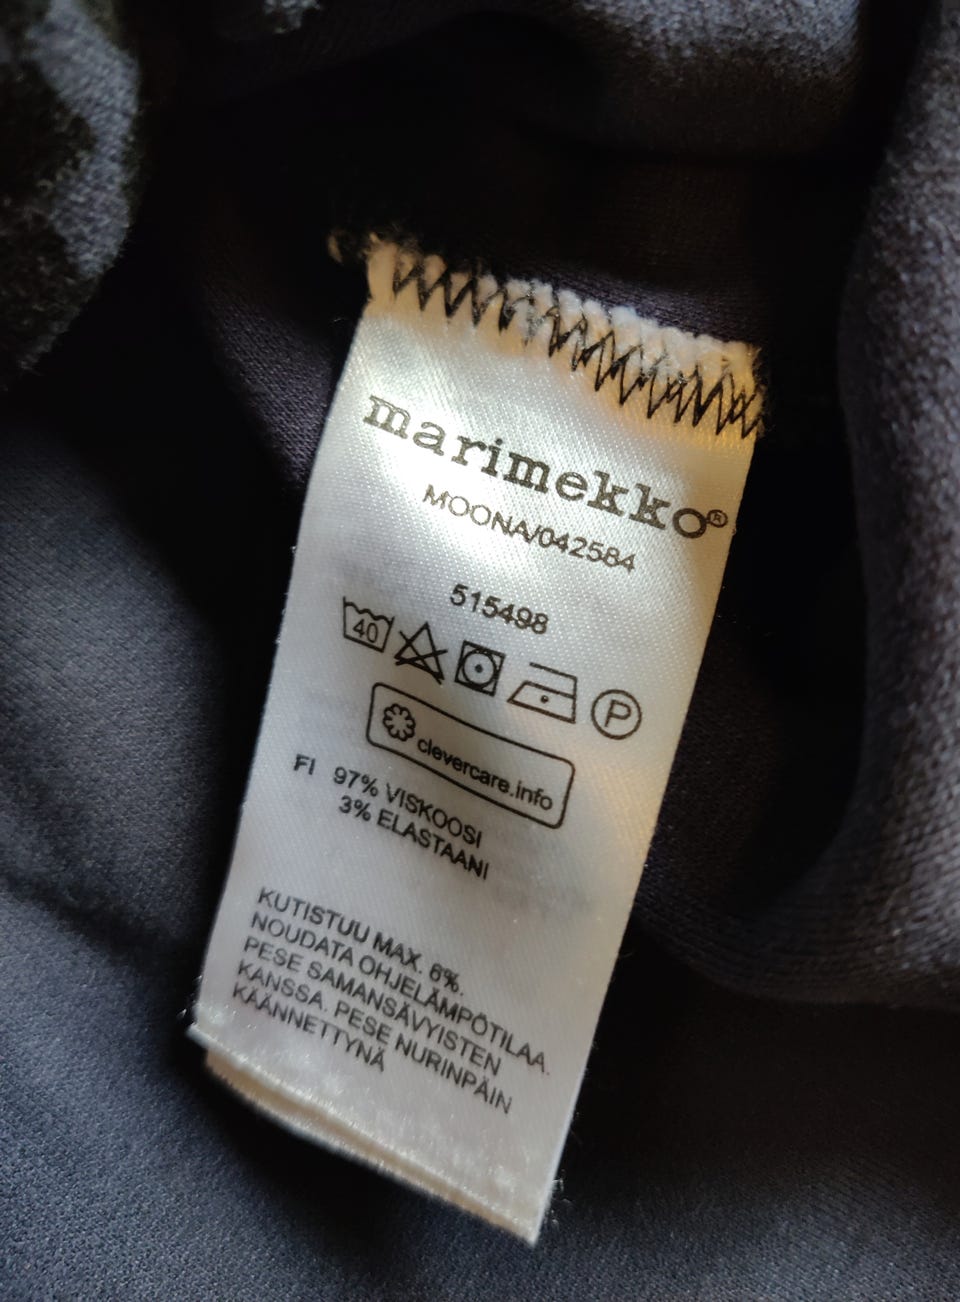 marimekko®
MOONA/042584
515498
40 P
clevercare.info
FI 97% VISKOOSI
3% ELASTAANI
KUTISTUU MAX. 6%.
NOUDATA OHJELÄMPÖTILAA.
PESE SAMANSÄVYISTEN
KANSSA. PESE NURINPÄIN
KÄÄNNETTYNÄ